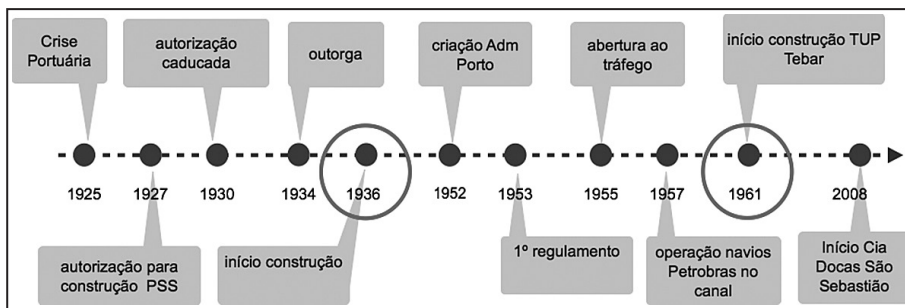 Crise
Portuária
autorização
caducada
outorga
criação Adm
Porto
abertura ao
tráfego
início construção TUP
Tebar
1925
1927
1930
1934
1936
1952
1953
1955
1957
1961
2008
autorização para
construção PSS
início construção
1º regulamento
operação navios
Petrobras no
canal
Início Cia
Docas São
Sebastião